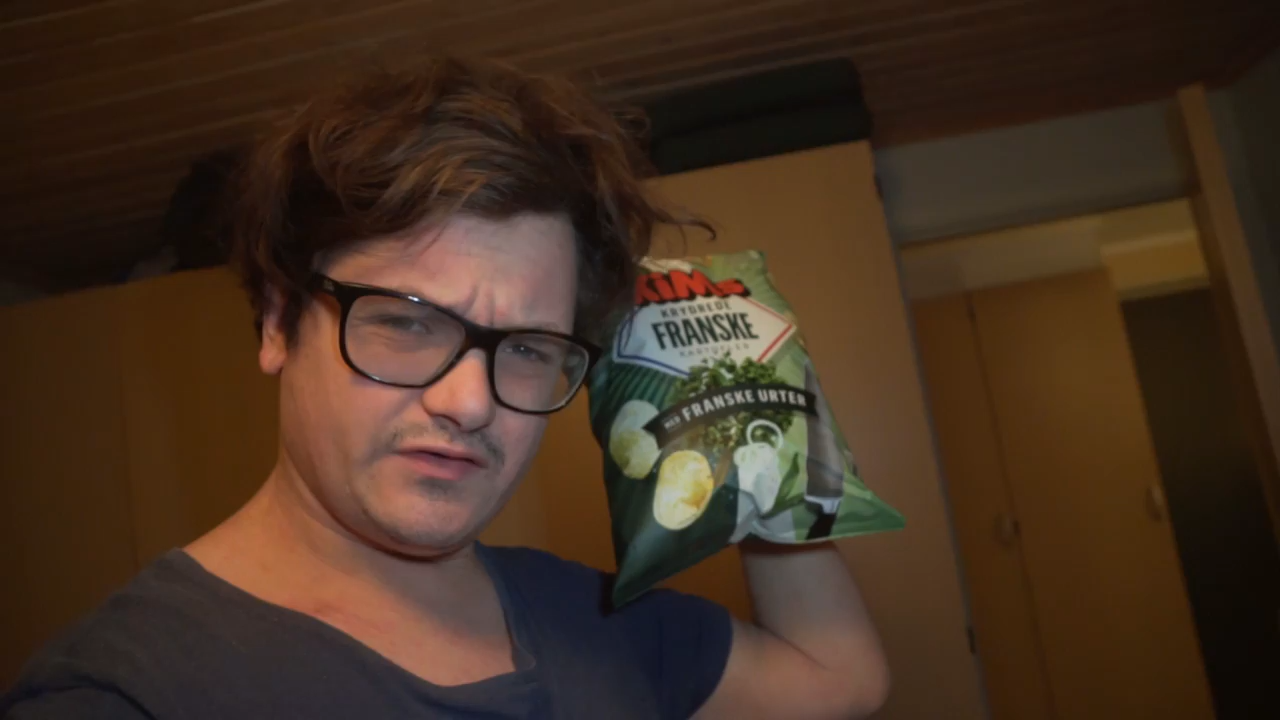 KiMs
KRYDREDE
FRANSKE
KARTOFLER
MED FRANSKE URTER